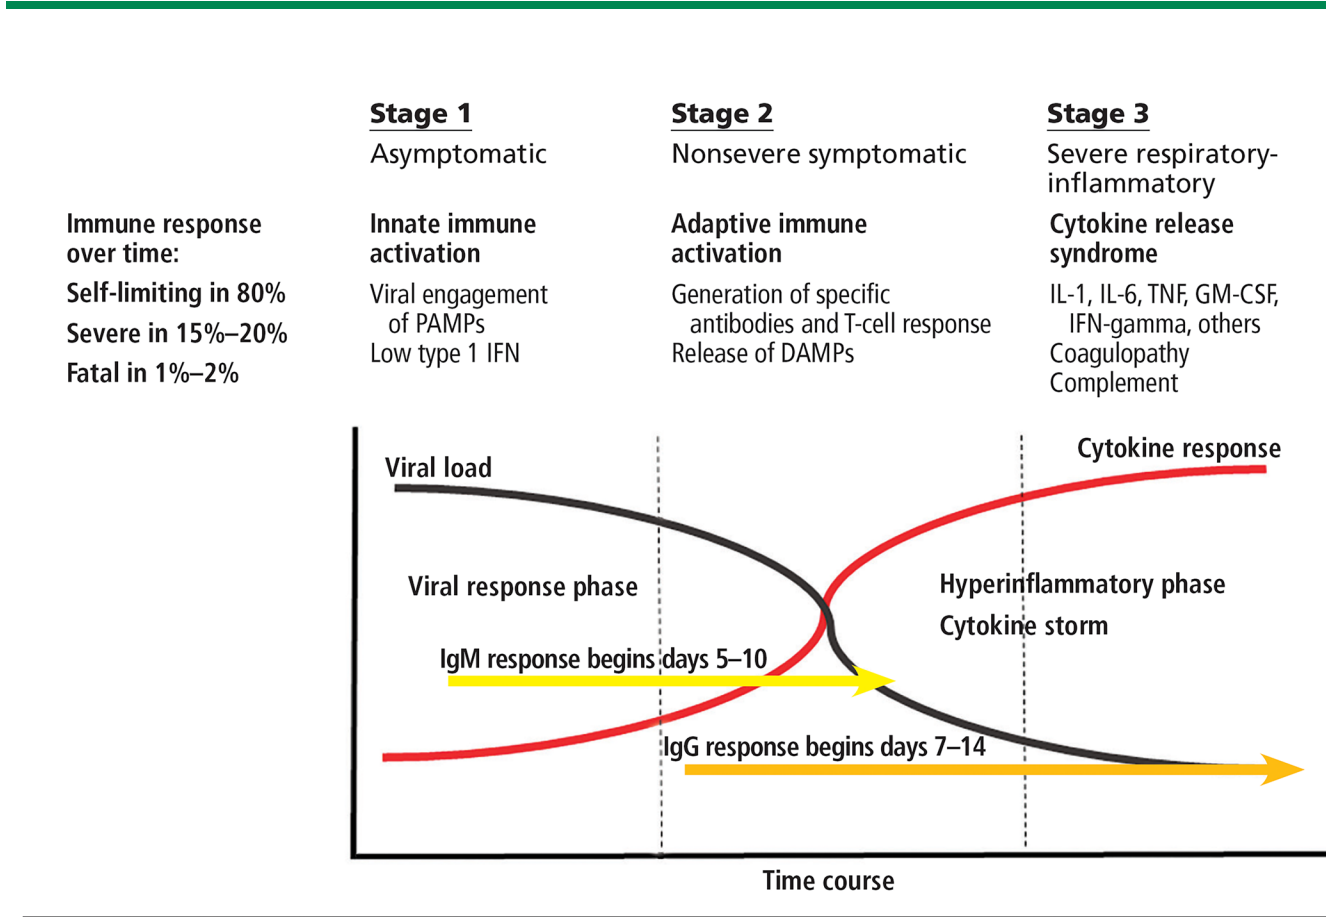 Stage 1
Asymptomatic
Stage 2
Nonsevere symptomatic
Stage 3
Severe respiratory-
inflammatory
Immune response
over time:
Self-limiting in 80%
Severe in 15%–20%
Fatal in 1%–2%
Innate immune
activation
Viral engagement
of PAMPs
Low type 1 IFN
Adaptive immune
activation
Generation of specific
antibodies and T-cell response
Release of DAMPs
Cytokine release
syndrome
IL-1, IL-6, TNF, GM-CSF,
IFN-gamma, others
Coagulopathy
Complement
Viral load
Cytokine response
Viral response phase
Hyperinflammatory phase
Cytokine storm
IgM response begins days 5–10
IgG response begins days 7–14
Time course